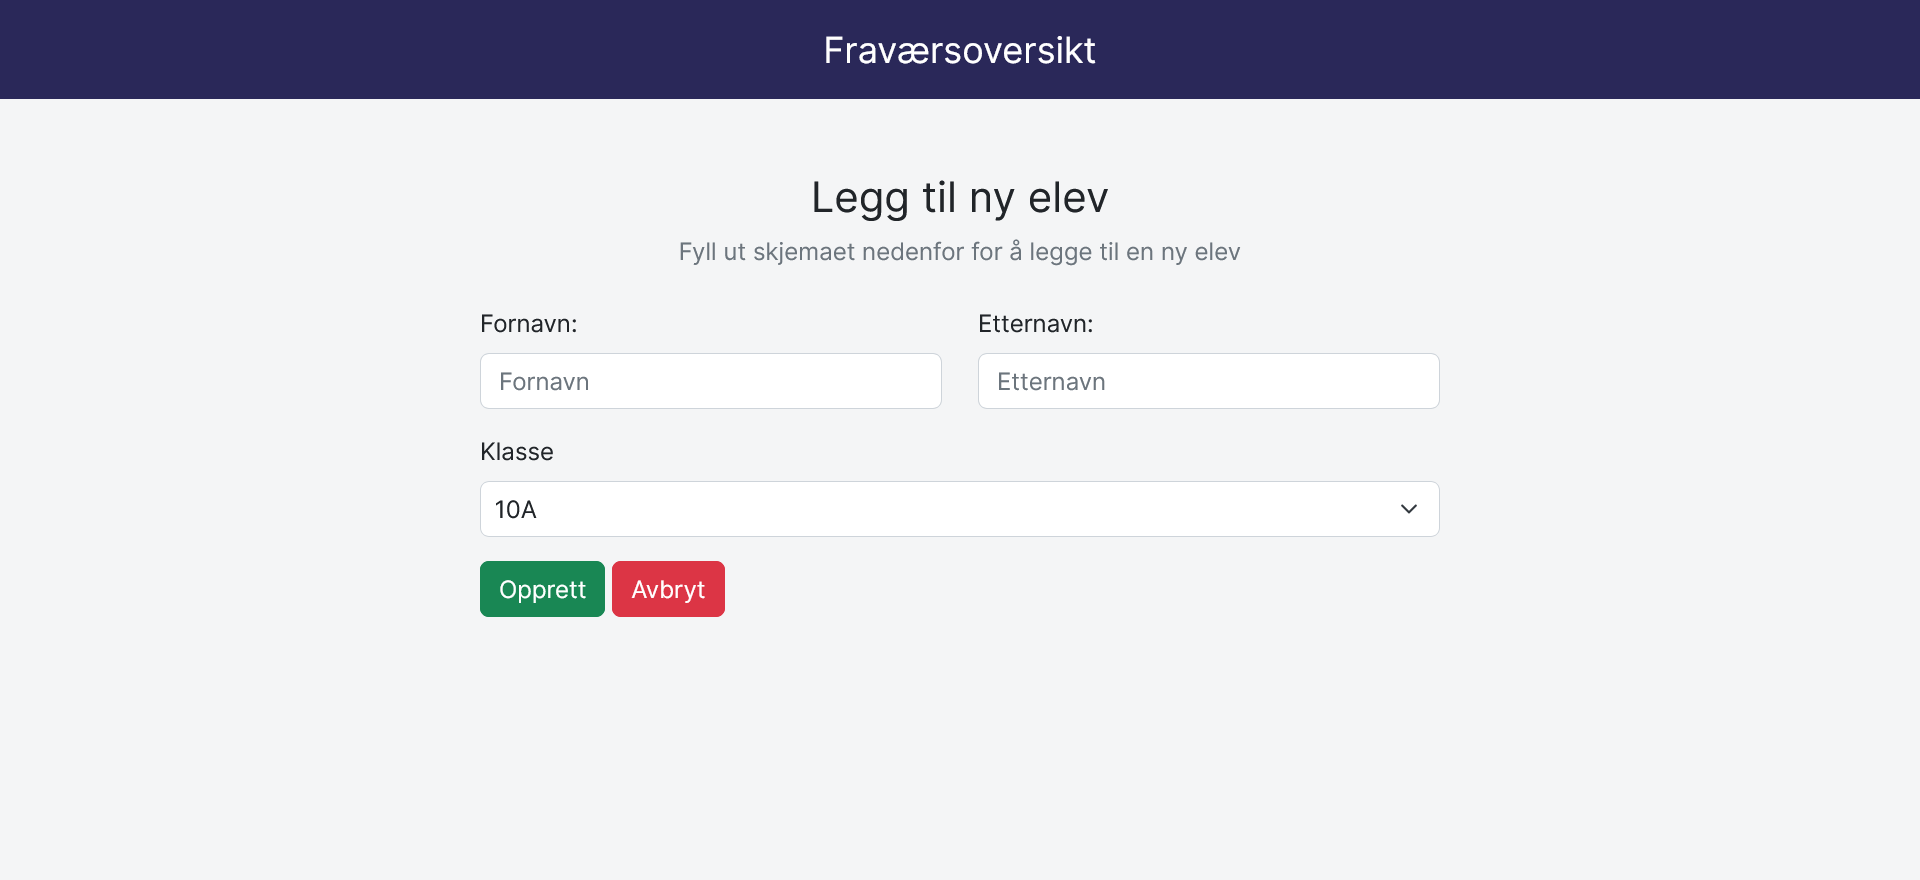 Fraværsoversikt
Legg til ny elev
Fyll ut skjemaet nedenfor for å legge til en ny elev
Fornavn: Etternavn:
Fornavn Etternavn
Klasse
10A
Opprett Avbryt